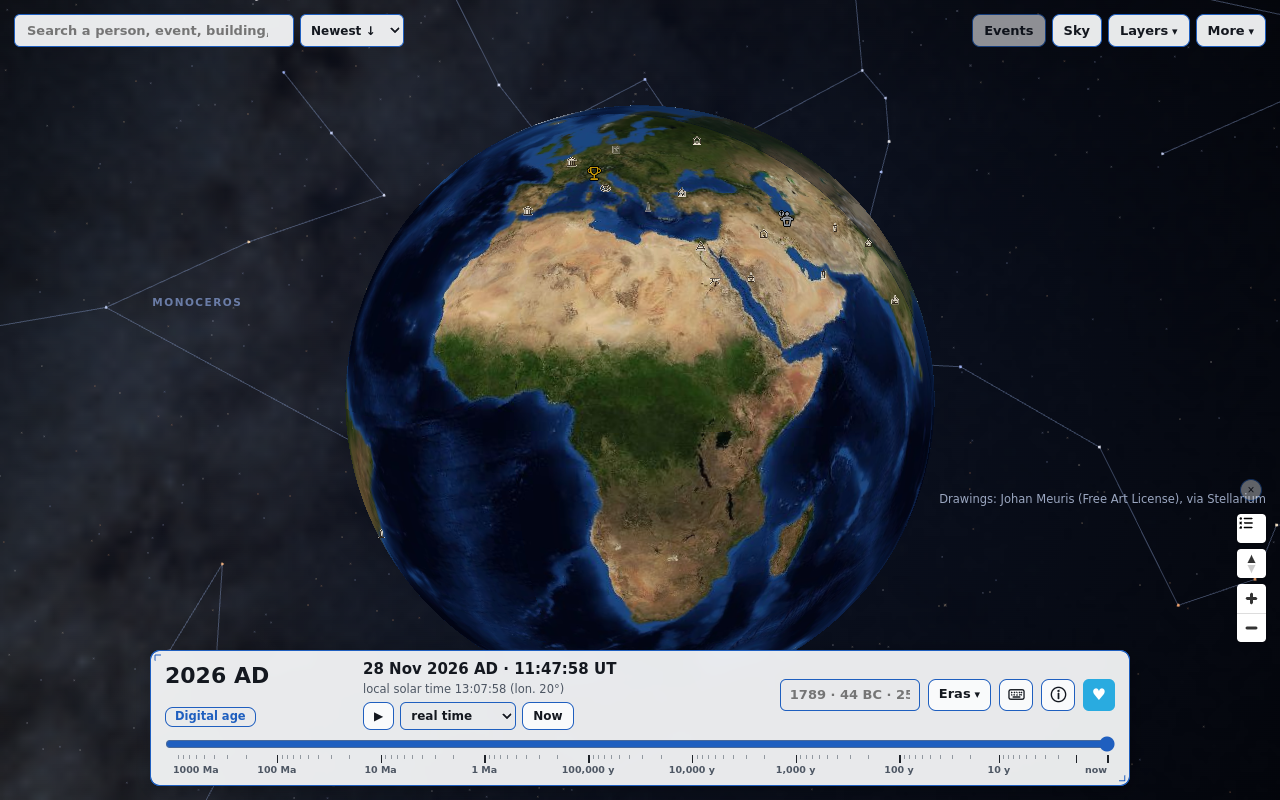 Search a person, event, building,
Newest ↓
Events
Sky
Layers ▾
More ▾
MONOCEROS
Drawings: Johan Meuris (Free Art License), via Stellarium
2026 AD
28 Nov 2026 AD · 11:47:58 UT
local solar time 13:07:58 (lon. 20°)
Digital age
real time
Now
1789 · 44 BC · 25
Eras ▾
1000 Ma
100 Ma
10 Ma
1 Ma
100,000 y
10,000 y
1,000 y
100 y
10 y
now